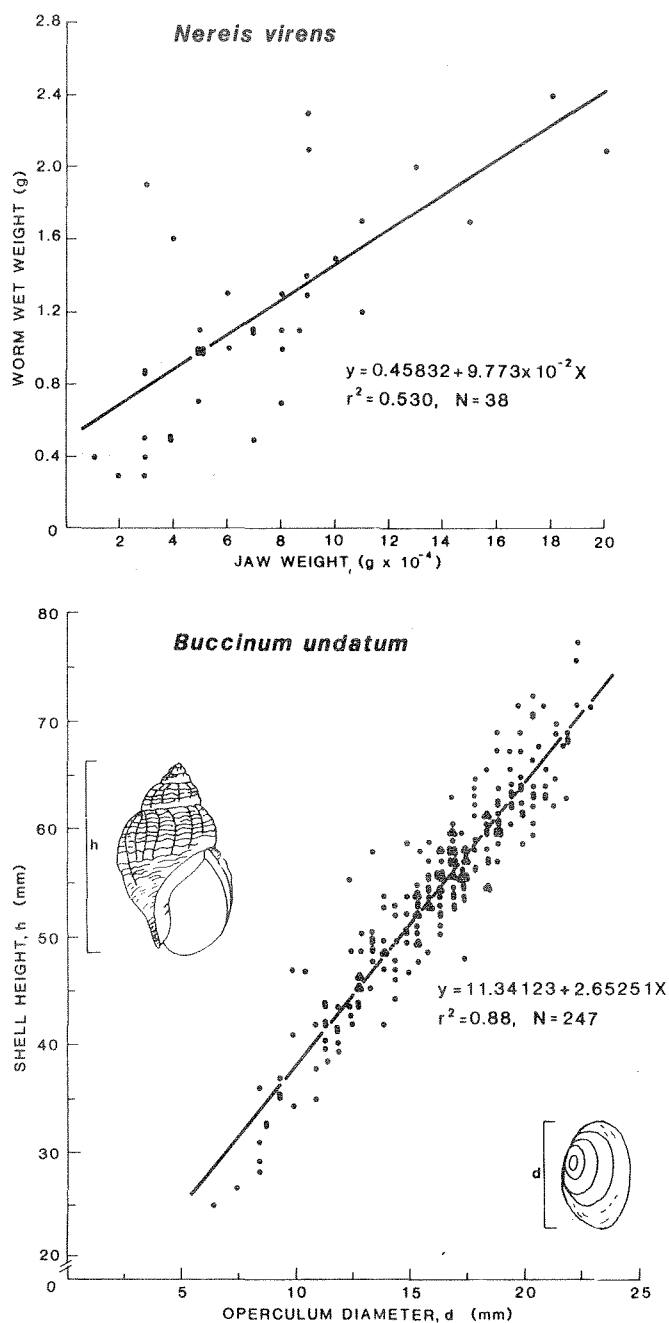 Nereis virens
WORM WET WEIGHT (g)
2.8
2.4
2.0
1.6
1.2
0.8
0.4
0
y = 0.45832 + 9.773 x 10⁻² X
r² = 0.530, N = 38
2 4 6 8 10 12 14 16 18 20
JAW WEIGHT, (g x 10⁻⁴)
Buccinum undatum
SHELL HEIGHT, h (mm)
80
70
60
50
40
30
20
0
h
y = 11.34123 + 2.65251X
r² = 0.88, N = 247
d
5 10 15 20 25
OPERCULUM DIAMETER, d (mm)